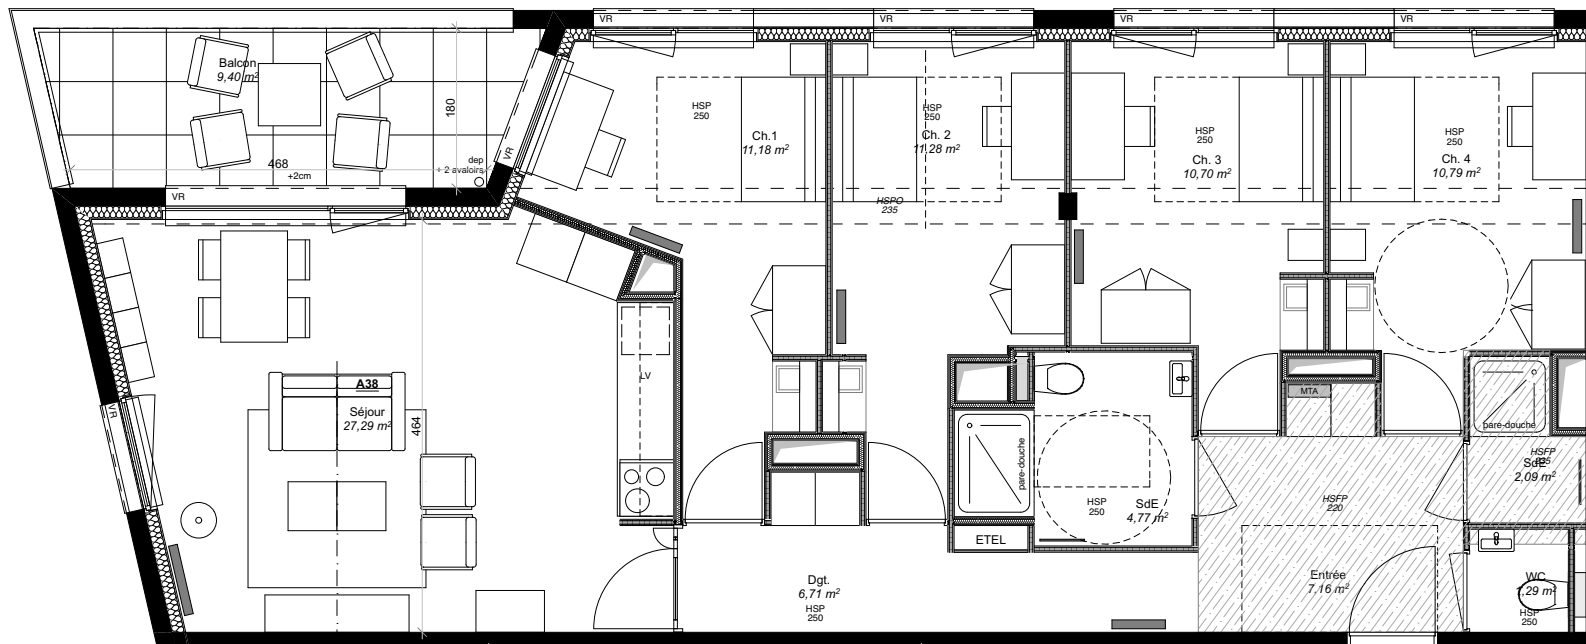 VR
VR
VR
VR
Balcon
9,40 m²
180
468
+2cm
dep
+ 2 avaloirs
VR
VR
HSP
250
Ch.1
11,18 m²
HSP
250
Ch. 2
11,28 m²
HSPO
235
HSP
250
Ch. 3
10,70 m²
HSP
250
Ch. 4
10,79 m²
VR
A38
Séjour
27,29 m²
464
LV
MTA
pare-douche
pare-douche
HSP
250
SdE
4,77 m²
ETEL
HSFP
SdE
2,09 m²
HSFP
220
Entrée
7,16 m²
Dgt.
6,71 m²
HSP
250
WC
1,29 m²
HSP
250